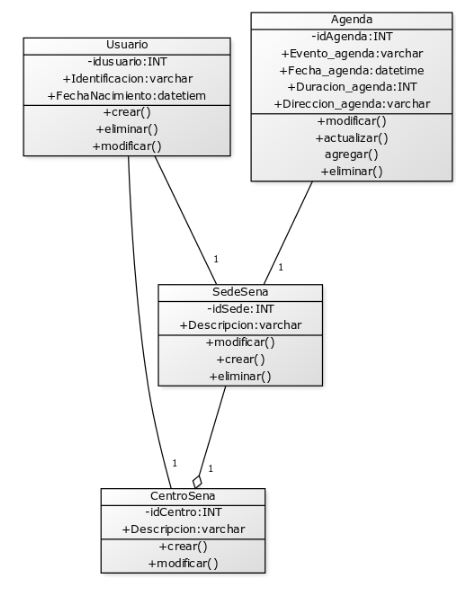 Usuario
-idusuario:INT
+Identificacion:varchar
+FechaNacimiento:datetiem
+crear()
+eliminar()
+modificar()
Agenda
-idAgenda:INT
+Evento_agenda:varchar
+Fecha_agenda:datetime
+Duracion_agenda:INT
+Direccion_agenda:varchar
+modificar()
+actualizar()
agregar()
+eliminar()
1
1
SedeSena
-idSede:INT
+Descripcion:varchar
+modificar()
+crear()
+eliminar()
1
1
CentroSena
-idCentro:INT
+Descripcion:varchar
+crear()
+modificar()